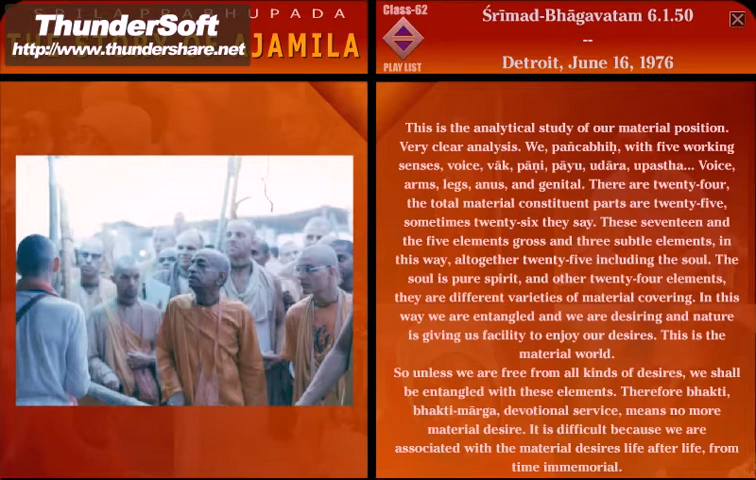 SRILA PRABHUPADA
ThunderSoft
http://www.thundershare.net
THE STORY OF AJAMILA
Class-62
PLAY LIST
Śrīmad-Bhāgavatam 6.1.50
--
Detroit, June 16, 1976
This is the analytical study of our material position.
Very clear analysis. We, pañcabhiḥ, with five working
senses, voice, vāk, pāṇi, pāyu, udāra, upastha... Voice,
arms, legs, anus, and genital. There are twenty-four,
the total material constituent parts are twenty-five,
sometimes twenty-six they say. These seventeen and
the five elements gross and three subtle elements, in
this way, altogether twenty-five including the soul. The
soul is pure spirit, and other twenty-four elements,
they are different varieties of material covering. In this
way we are entangled and we are desiring and nature
is giving us facility to enjoy our desires. This is the
material world.
So unless we are free from all kinds of desires, we shall
be entangled with these elements. Therefore bhakti,
bhakti-mārga, devotional service, means no more
material desire. It is difficult because we are
associated with the material desires life after life, from
time immemorial.